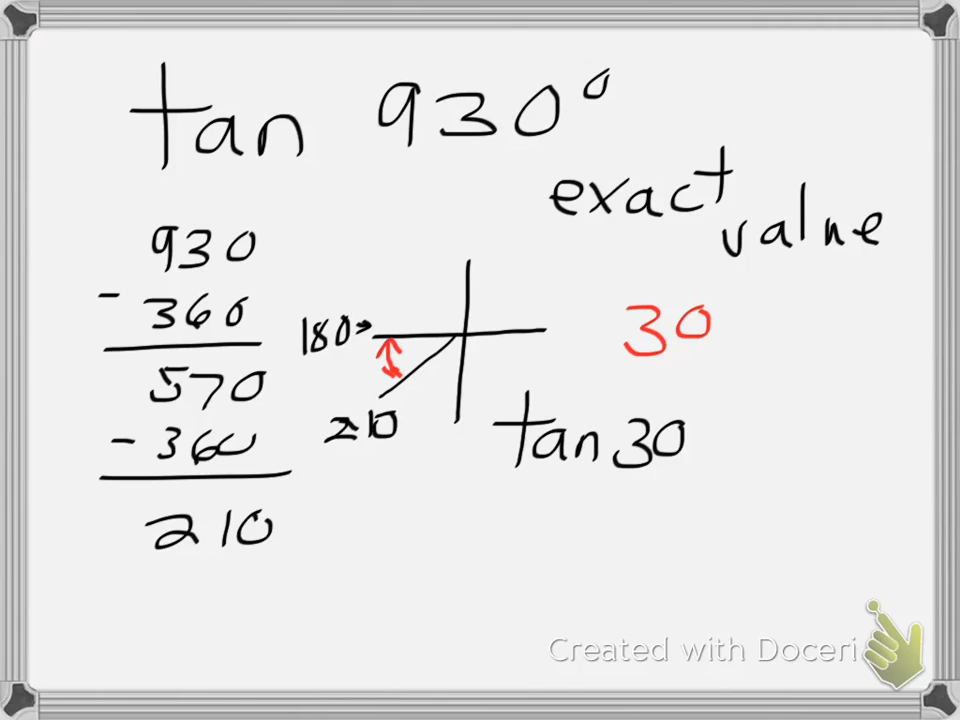 tan 930°
exact
value
930
- 360
570
- 360
210
180→
210
30
tan 30
Created with Doceri